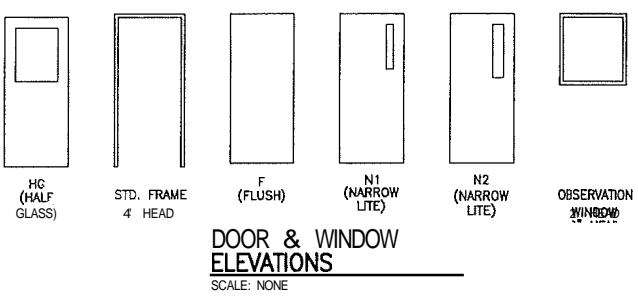 HG
(HALF
GLASS)
STD. FRAME
4' HEAD
F
(FLUSH)
N1
(NARROW
LITE)
N2
(NARROW
LITE)
OBSERVATION
WINDOW
DOOR & WINDOW
ELEVATIONS
SCALE: NONE